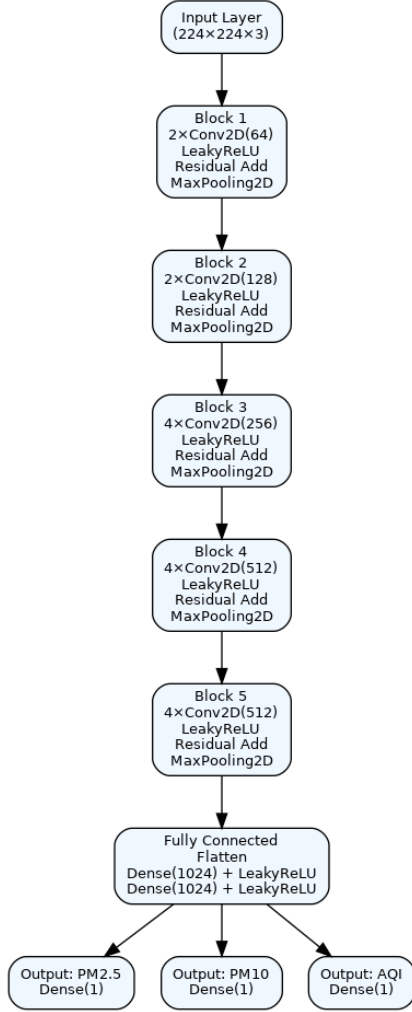 Input Layer
(224×224×3)
Block 1
2×Conv2D(64)
LeakyReLU
Residual Add
MaxPooling2D
Block 2
2×Conv2D(128)
LeakyReLU
Residual Add
MaxPooling2D
Block 3
4×Conv2D(256)
LeakyReLU
Residual Add
MaxPooling2D
Block 4
4×Conv2D(512)
LeakyReLU
Residual Add
MaxPooling2D
Block 5
4×Conv2D(512)
LeakyReLU
Residual Add
MaxPooling2D
Fully Connected
Flatten
Dense(1024) + LeakyReLU
Dense(1024) + LeakyReLU
Output: PM2.5
Dense(1)
Output: PM10
Dense(1)
Output: AQI
Dense(1)